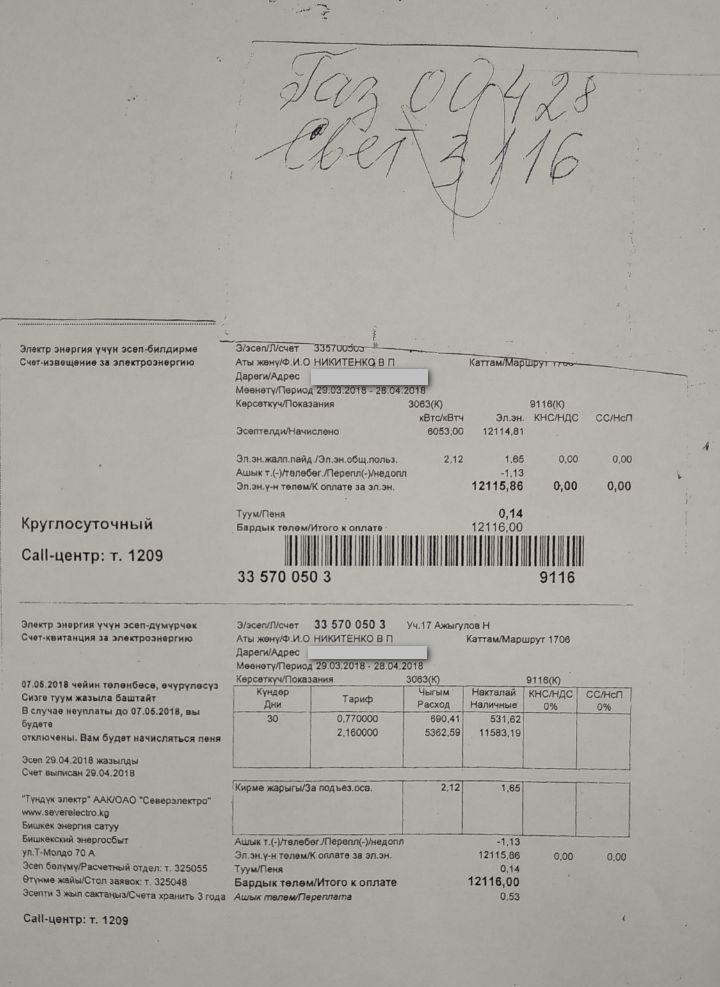 Газ 00428
Свет 3116
Электр энергия үчүн эсеп-билдирме
Счет-извещение за электроэнергию
Э/эсеп/Л/счет 335700503
Аты жөнү/Ф.И.О НИКИТЕНКО В П Каттам/Маршрут 1706
Дареги/Адрес
Мөөнөтү/Период 29.03.2018 - 28.04.2018
Көрсөткүч/Показания 3063(К) 9116(К)
кВтс/кВтч Эл.эн. КНС/НДС СС/НсП
Эсептелди/Начислено 6053,00 12114,81
Эл.эн.жалп.пайд./Эл.эн.общ.польз. 2,12 1,65 0,00 0,00
Ашык т.(-)/төлөбөг./Перепл(-)/недопл -1,13
Эл.эн.ү-н төлөм/К оплате за эл.эн. 12115,86 0,00 0,00
Туум/Пеня 0,14
Бардык төлөм/Итого к оплате 12116,00
Круглосуточный
Call-центр: т. 1209
33 570 050 3 9116
Электр энергия үчүн эсеп-дүмүрчөк
Счет-квитанция за электроэнергию
Э/эсеп/Л/счет 33 570 050 3 Уч.17 Ажыгулов Н
Аты жөнү/Ф.И.О НИКИТЕНКО В П Каттам/Маршрут 1706
Дареги/Адрес
Мөөнөтү/Период 29.03.2018 - 28.04.2018
Көрсөткүч/Показания 3063(К) 9116(К)
07.05.2018 чейин төлөнбөсө, өчүрүлөсүз
Сизге туум жазыла баштайт
В случае неуплаты до 07.05.2018, вы
будете
отключены. Вам будет начисляться пеня
Эсеп 29.04.2018 жазылды
Счет выписан 29.04.2018
Күндөр Тариф Чыгым Накталай КНС/НДС СС/НсП
Дни Расход Наличные 0% 0%
30 0,770000 690,41 531,62
2,160000 5362,59 11583,19
Кирме жарыгы/За подъез.осв. 2,12 1,65
"Түндүк электр" ААК/ОАО "Северэлектро"
www.severelectro.kg
Бишкек энергия сатуу
Бишкекский энергосбыт
ул.Т-Молдо 70 А
Эсеп бөлүмү/Расчетный отдел: т. 325055
Өтүнмө жайы/Стол заявок: т. 325048
Эсепти 3 жыл сактаңыз/Счета хранить 3 года
Ашык т.(-)/төлөбөг./Перепл(-)/недопл -1,13
Эл.эн.ү-н төлөм/К оплате за эл.эн. 12115,86 0,00 0,00
Туум/Пеня 0,14
Бардык төлөм/Итого к оплате 12116,00
Ашык төлөм/Переплата 0,53
Call-центр: т. 1209